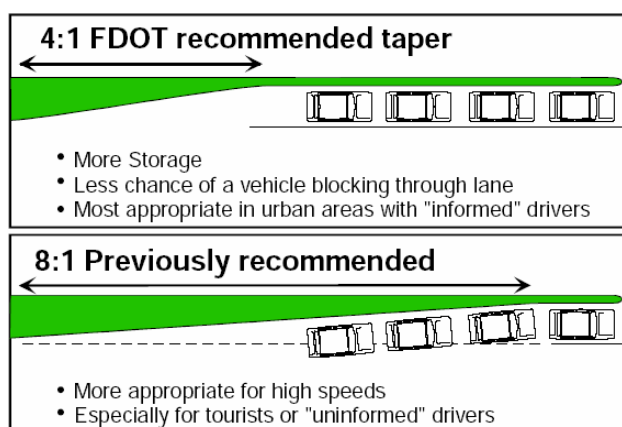 4:1 FDOT recommended taper
• More Storage
• Less chance of a vehicle blocking through lane
• Most appropriate in urban areas with "informed" drivers
8:1 Previously recommended
• More appropriate for high speeds
• Especially for tourists or "uninformed" drivers